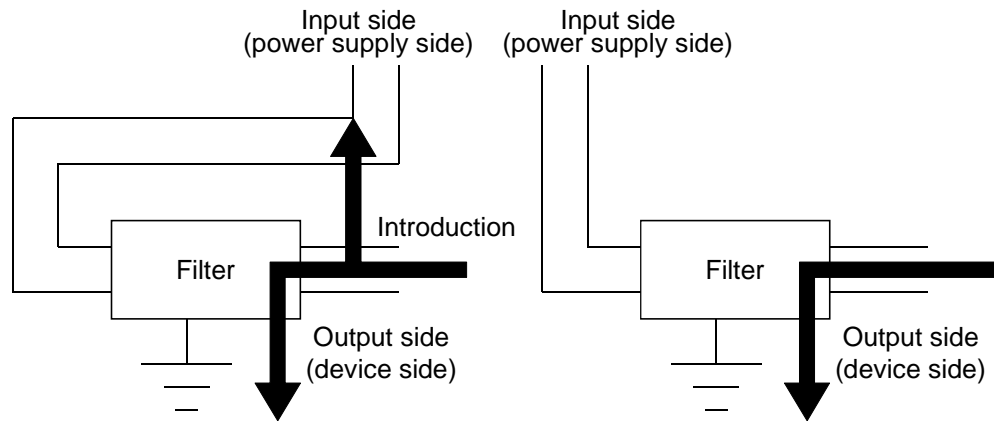 Input side
(power supply side)
Introduction
Filter
Output side
(device side)
Input side
(power supply side)
Filter
Output side
(device side)